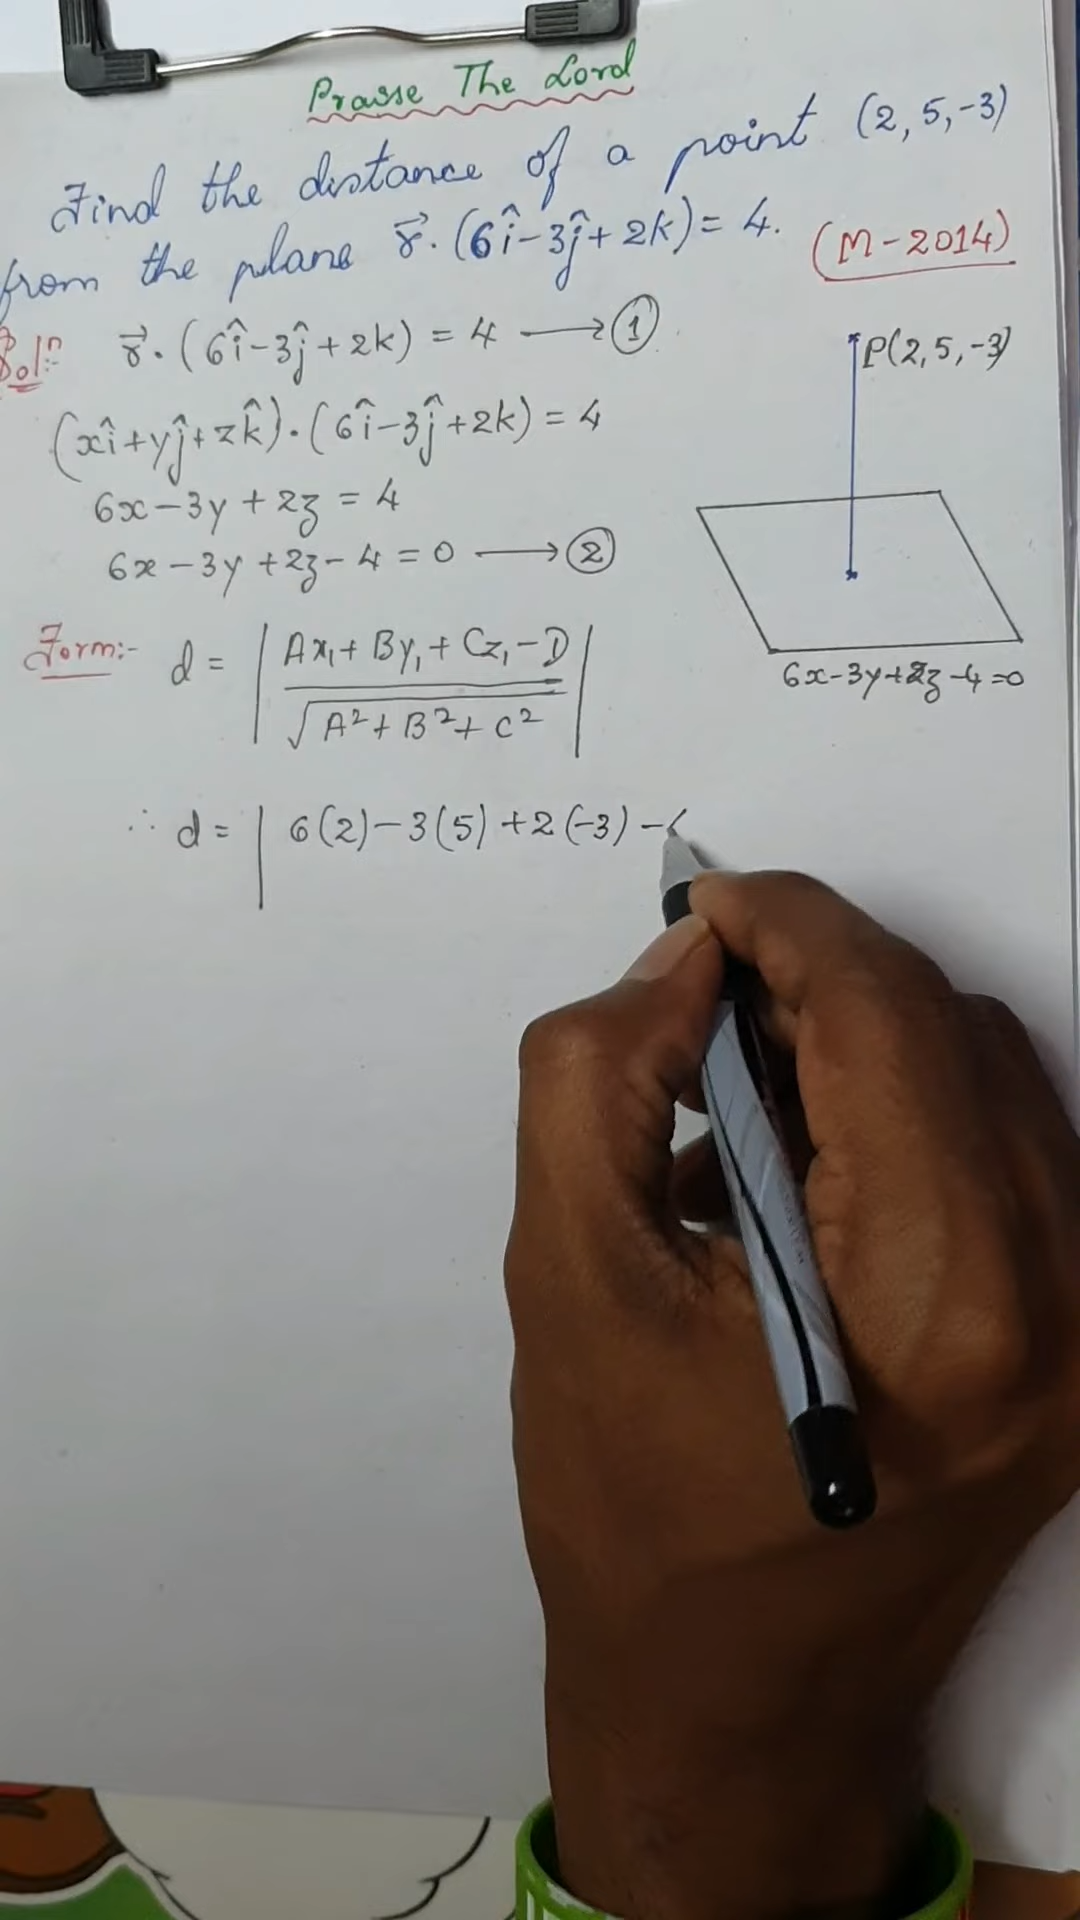 Praise The Lord
Find the distance of a point (2, 5, -3)
from the plane r⃗. (6î-3ĵ+2k) = 4.
(M-2014)
Solⁿ:- r⃗. (6î-3ĵ+2k) = 4 ⟶ ①
(xî+yĵ+zk̂).(6î-3ĵ+2k) = 4
6x-3y+2z = 4
6x-3y+2z-4=0 ⟶ ②
P(2,5,-3)
6x-3y+2z-4=0
Form:- d = | Ax₁+By₁+Cz₁-D / √A²+B²+C² |
∴ d = | 6(2)-3(5)+2(-3)-